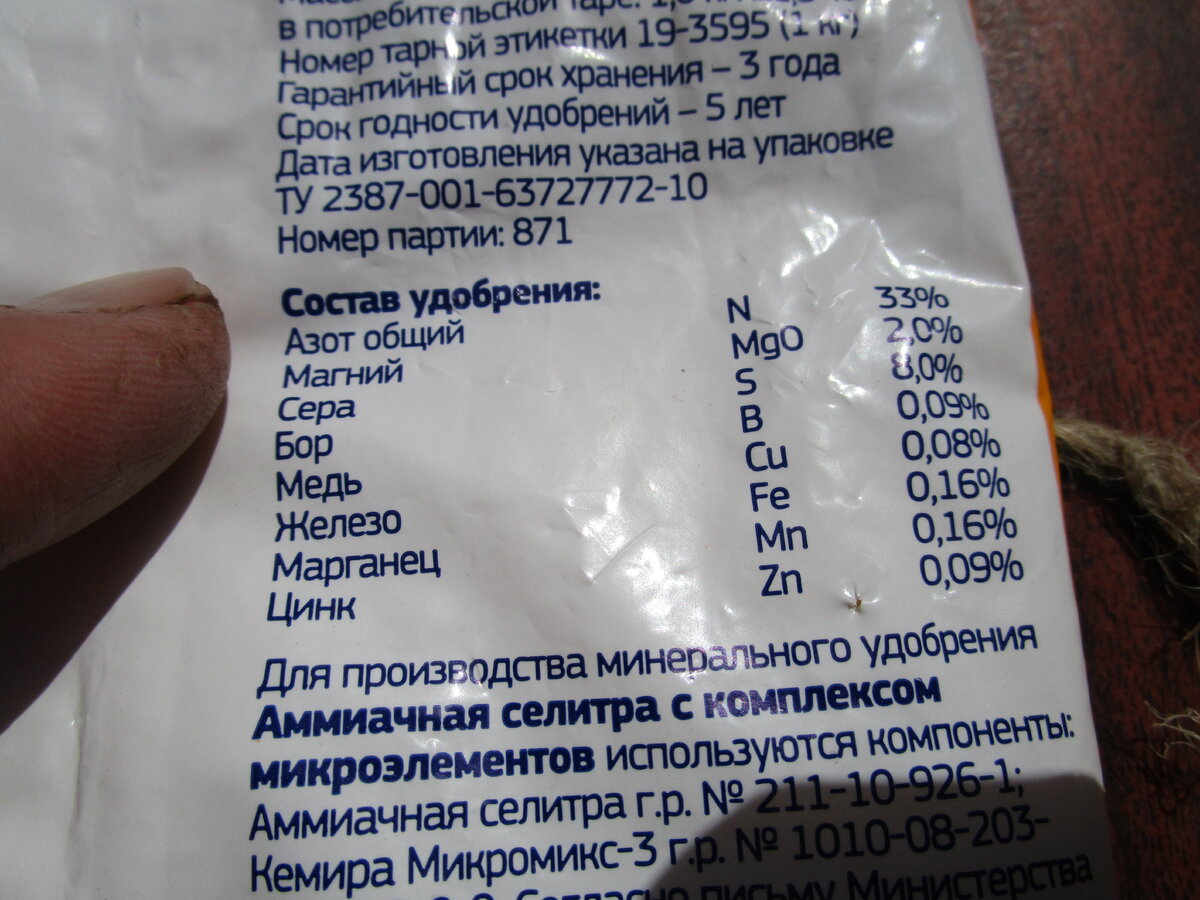 в потребительской таре:
Номер тарной этикетки 19-3595 (1 кг)
Гарантийный срок хранения – 3 года
Срок годности удобрений – 5 лет
Дата изготовления указана на упаковке
ТУ 2387-001-63727772-10
Номер партии: 871
Состав удобрения:
Азот общий N 33%
Магний MgO 2,0%
Сера S 8,0%
Бор B 0,09%
Медь Cu 0,08%
Железо Fe 0,16%
Марганец Mn 0,16%
Цинк Zn 0,09%
Для производства минерального удобрения
Аммиачная селитра с комплексом
микроэлементов используются компоненты:
Аммиачная селитра г.р. № 211-10-926-1;
Кемира Микромикс-3 г.р. № 1010-08-203-
Согласно письму Министерства